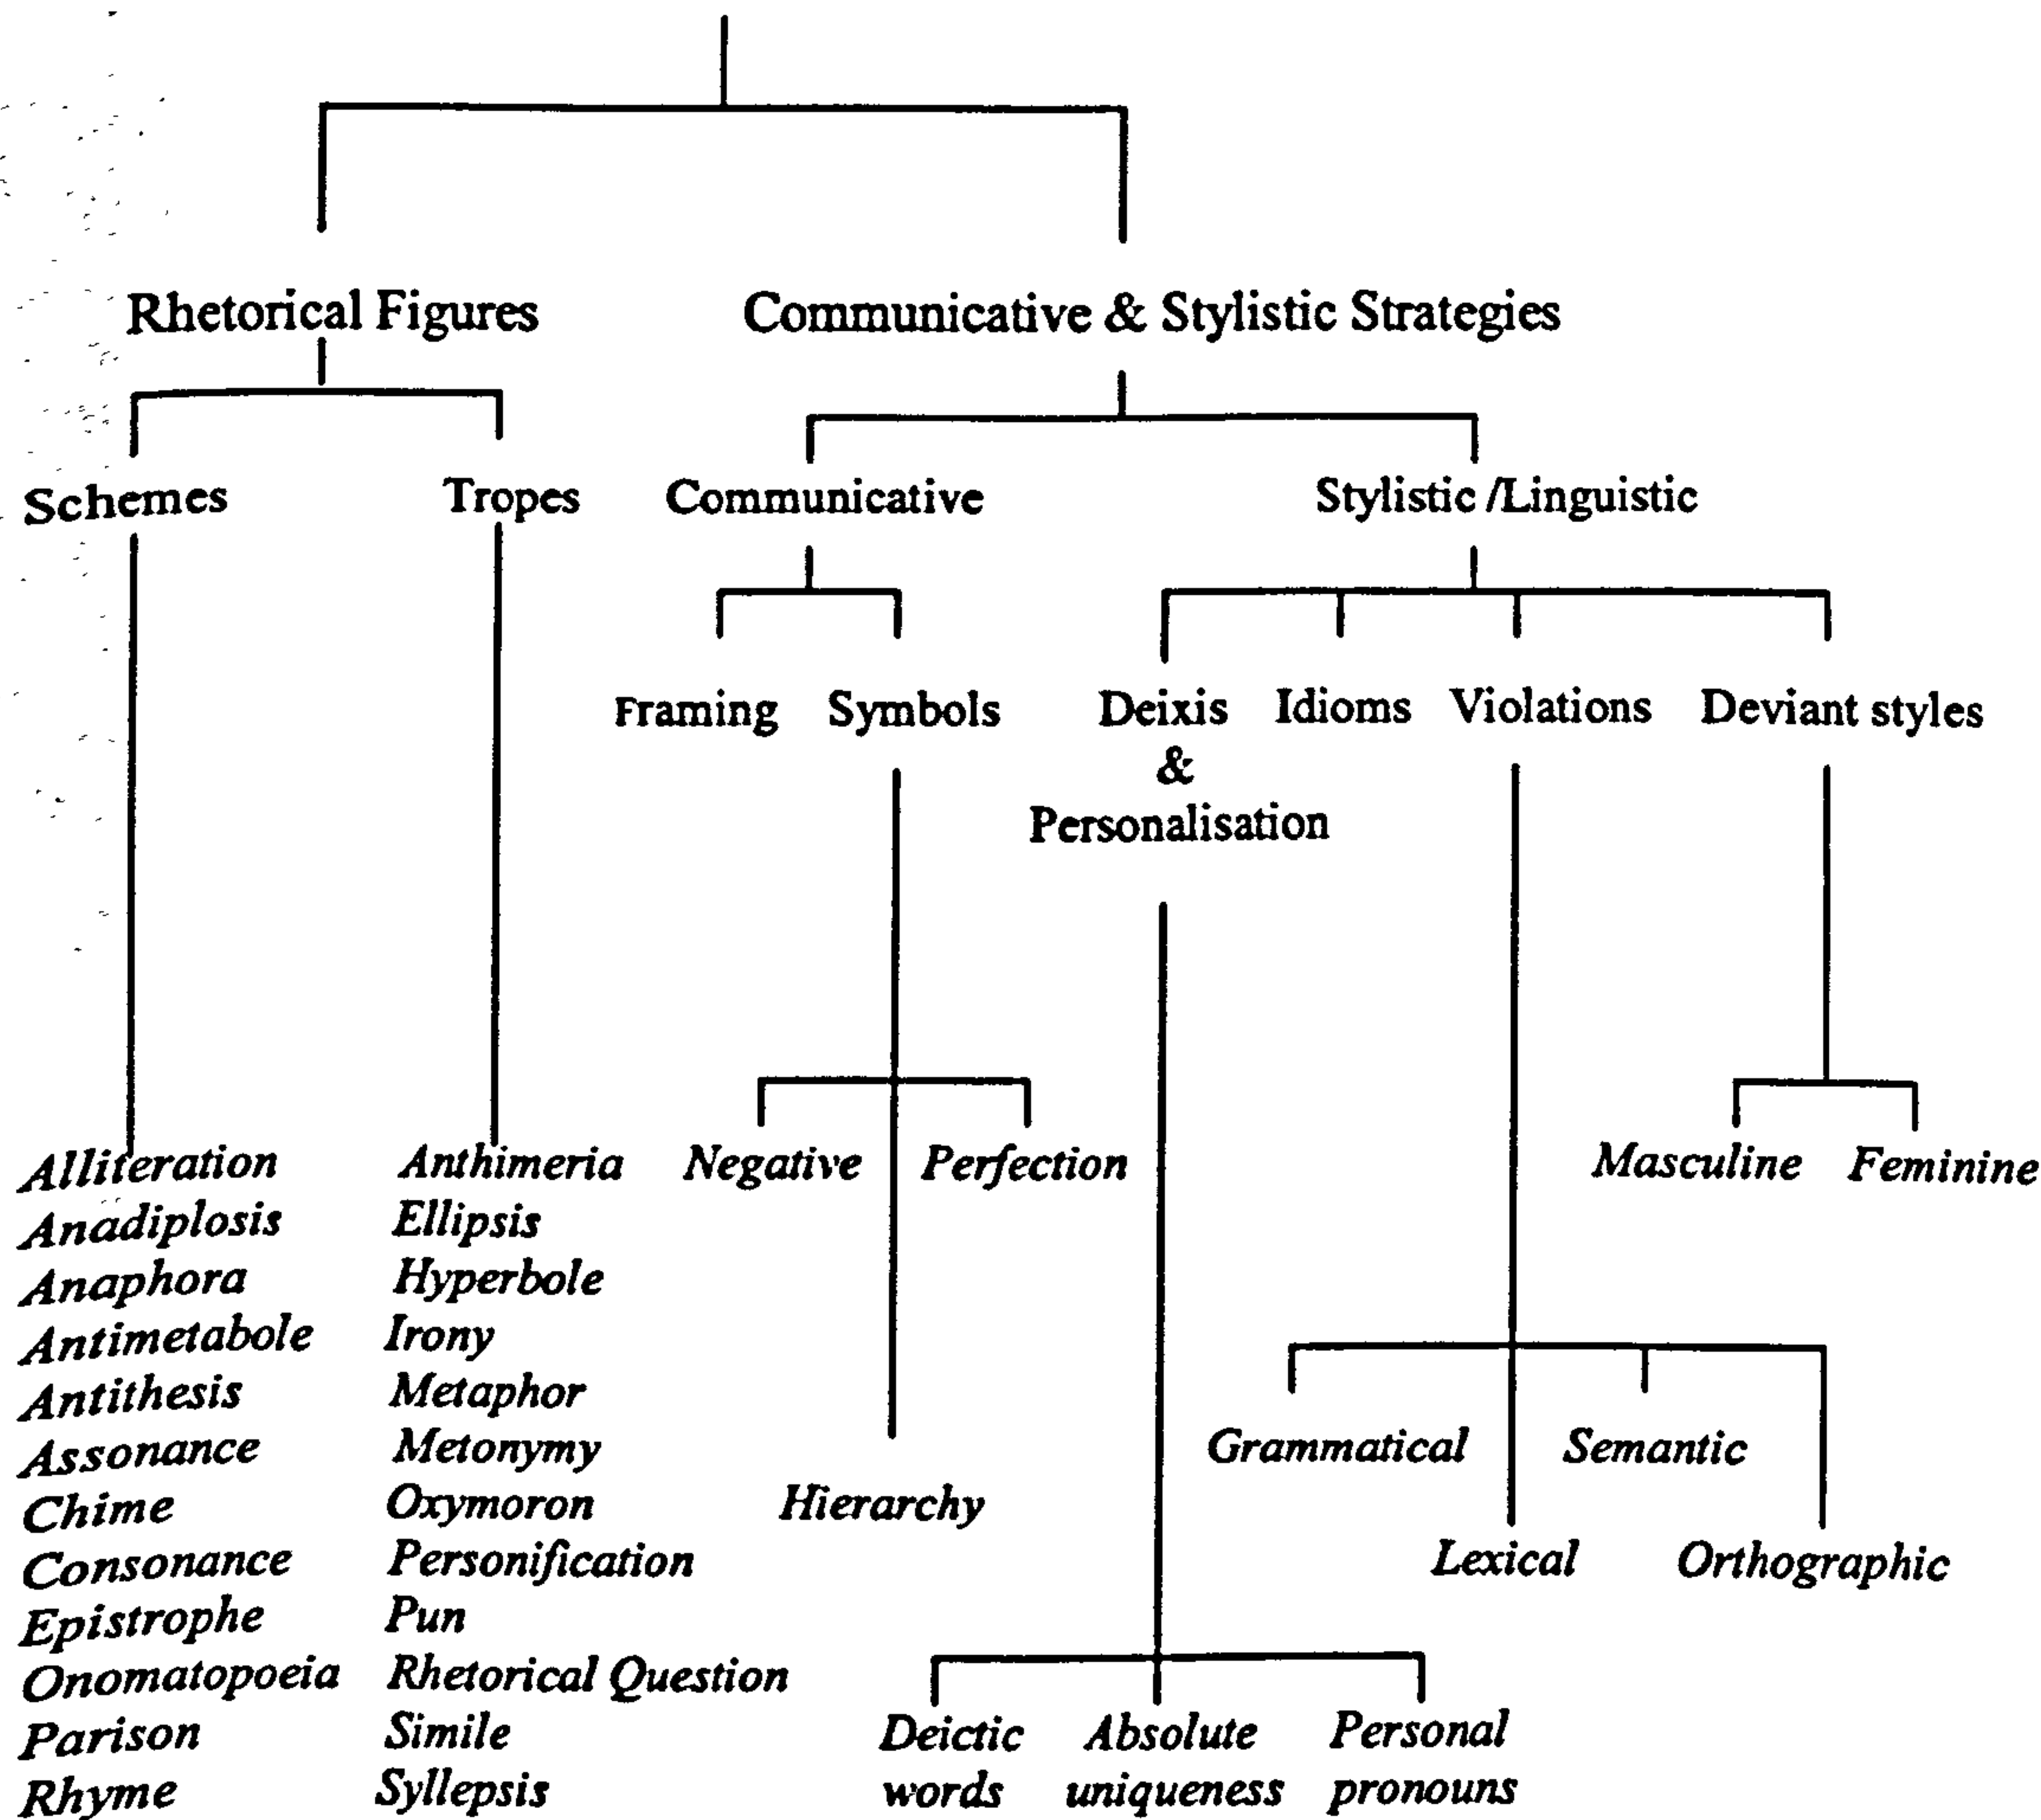 Rhetorical Figures Communicative & Stylistic Strategies
Schemes Tropes Communicative Stylistic /Linguistic
Framing Symbols Deixis Idioms Violations Deviant styles
&
Personalisation
Alliteration Anthimeria Negative Perfection Masculine Feminine
Anadiplosis Ellipsis
Anaphora Hyperbole
Antimetabole Irony
Antithesis Metaphor
Assonance Metonymy Grammatical Semantic
Chime Oxymoron Hierarchy
Consonance Personification Lexical Orthographic
Epistrophe Pun
Onomatopoeia Rhetorical Question
Parison Simile Deictic Absolute Personal
Rhyme Syllepsis words uniqueness pronouns